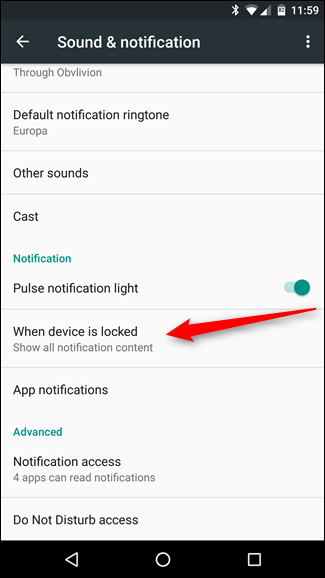 11:59
Sound & notification
Through Obvlivion
Default notification ringtone
Europa
Other sounds
Cast
Notification
Pulse notification light
When device is locked
Show all notification content
App notifications
Advanced
Notification access
4 apps can read notifications
Do Not Disturb access